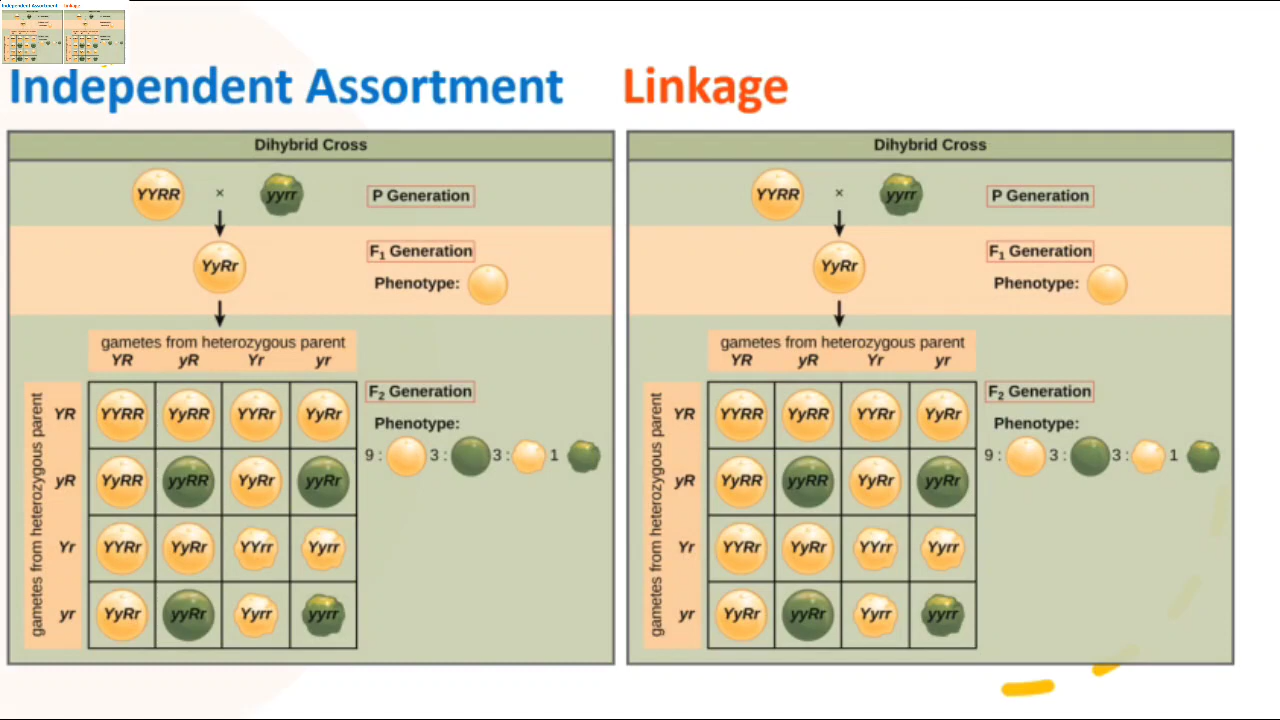 Independent Assortment
Linkage
Dihybrid Cross
YYRR × yyrr
P Generation
YyRr
F₁ Generation
Phenotype:
gametes from heterozygous parent
YR yR Yr yr
gametes from heterozygous parent
YR YYRR YyRR YYRr YyRr
yR YyRR yyRR YyRr yyRr
Yr YYRr YyRr YYrr Yyrr
yr YyRr yyRr Yyrr yyrr
F₂ Generation
Phenotype:
9 : 3 : 3 : 1
Dihybrid Cross
YYRR × yyrr
P Generation
YyRr
F₁ Generation
Phenotype:
gametes from heterozygous parent
YR yR Yr yr
gametes from heterozygous parent
YR YYRR YyRR YYRr YyRr
yR YyRR yyRR YyRr yyRr
Yr YYRr YyRr YYrr Yyrr
yr YyRr yyRr Yyrr yyrr
F₂ Generation
Phenotype:
9 : 3 : 3 : 1